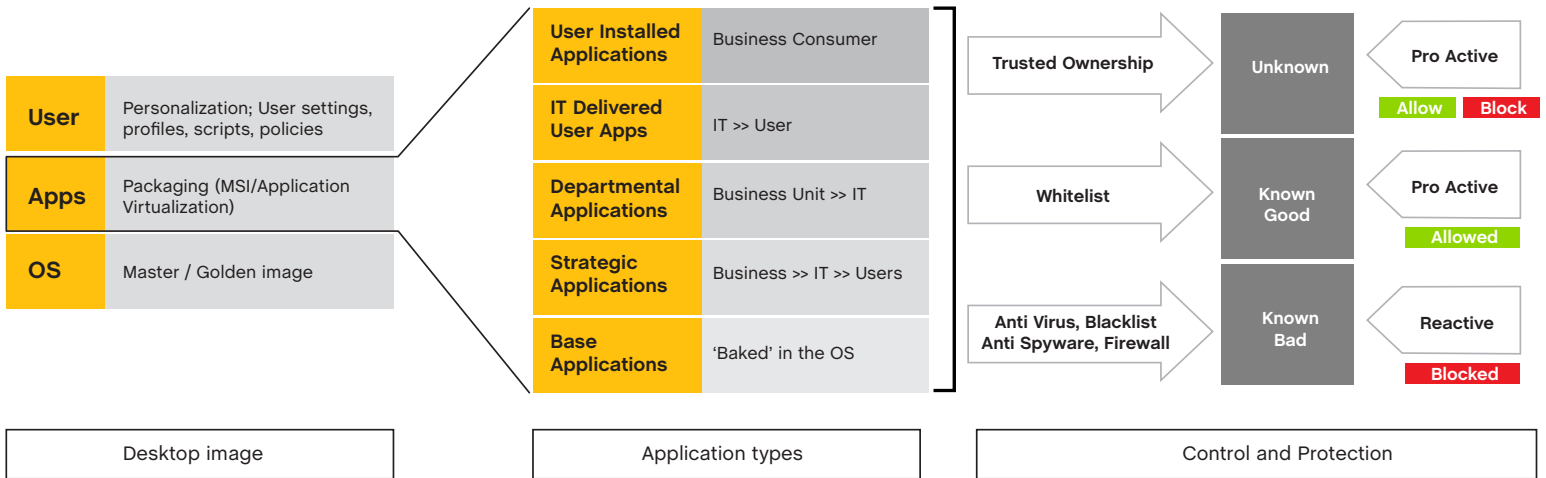 User
Personalization; User settings,
profiles, scripts, policies
Apps
Packaging (MSI/Application
Virtualization)
OS
Master / Golden image
Desktop image
User Installed
Applications
Business Consumer
IT Delivered
User Apps
IT >> User
Departmental
Applications
Business Unit >> IT
Strategic
Applications
Business >> IT >> Users
Base
Applications
‘Baked’ in the OS
Application types
Trusted Ownership
Unknown
Pro Active
Allow
Block
Whitelist
Known
Good
Pro Active
Allowed
Anti Virus, Blacklist
Anti Spyware, Firewall
Known
Bad
Reactive
Blocked
Control and Protection